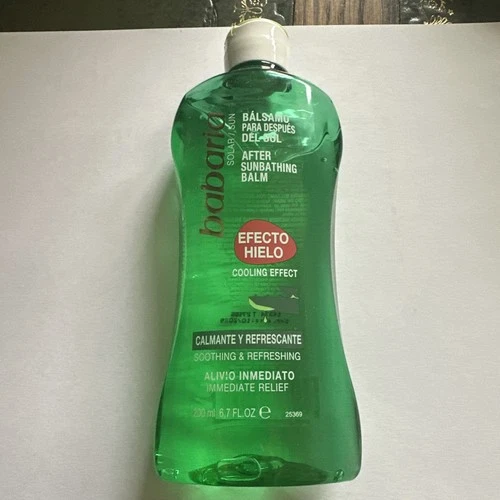 babaria
SOLAR / SUN
BÁLSAMO
PARA DESPUÉS
DEL SOL
AFTER
SUNBATHING
BALM
EFECTO
HIELO
COOLING EFFECT
CALMANTE Y REFRESCANTE
SOOTHING & REFRESHING
ALIVIO INMEDIATO
IMMEDIATE RELIEF
200 ml 6.7 FL.OZ e
25369